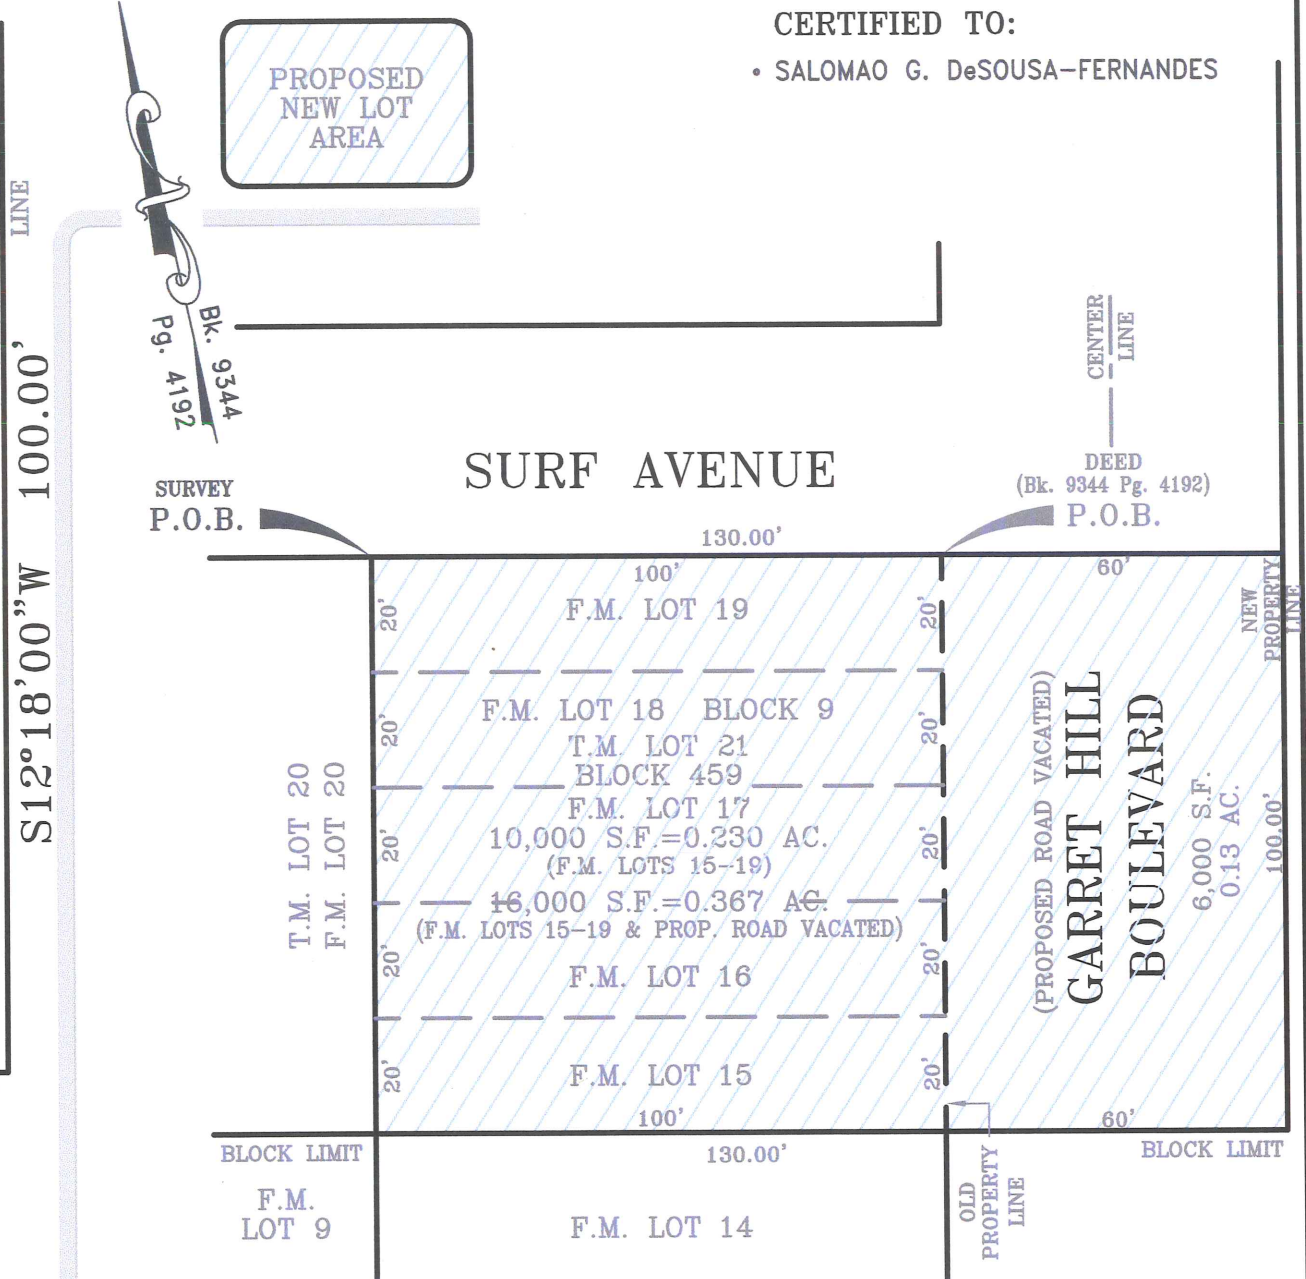 CERTIFIED TO:
• SALOMAO G. DeSOUSA-FERNANDES
PROPOSED
NEW LOT
AREA
LINE
S12°18'00"W 100.00'
Bk. 9344
Pg. 4192
CENTER
LINE
SURF AVENUE
DEED
(Bk. 9344 Pg. 4192)
P.O.B.
SURVEY
P.O.B.
130.00'
100'
60'
20'
F.M. LOT 19
20'
NEW
PROPERTY
LINE
20'
F.M. LOT 18 BLOCK 9
20'
T.M. LOT 21
BLOCK 459
F.M. LOT 17
20'
10,000 S.F.=0.230 AC.
20'
(F.M. LOTS 15-19)
16,000 S.F.=0.367 AC.
(F.M. LOTS 15-19 & PROP. ROAD VACATED)
20'
F.M. LOT 16
20'
20'
F.M. LOT 15
20'
100'
60'
T.M. LOT 20
F.M. LOT 20
(PROPOSED ROAD VACATED)
GARRET HILL
BOULEVARD
6,000 S.F.
0.13 AC.
100.00'
BLOCK LIMIT
130.00'
BLOCK LIMIT
F.M.
LOT 9
F.M. LOT 14
OLD
PROPERTY
LINE